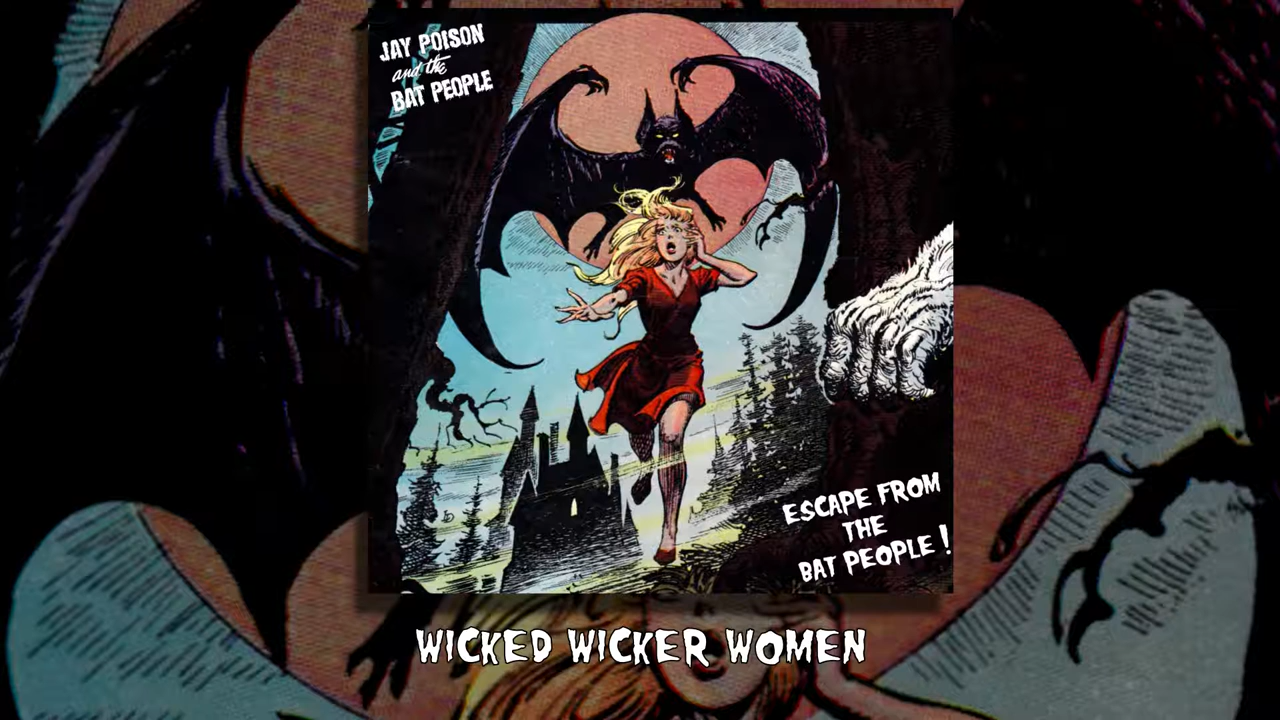 JAY POISON
and the
BAT PEOPLE
ESCAPE FROM
THE
BAT PEOPLE!
WICKED WICKER WOMEN